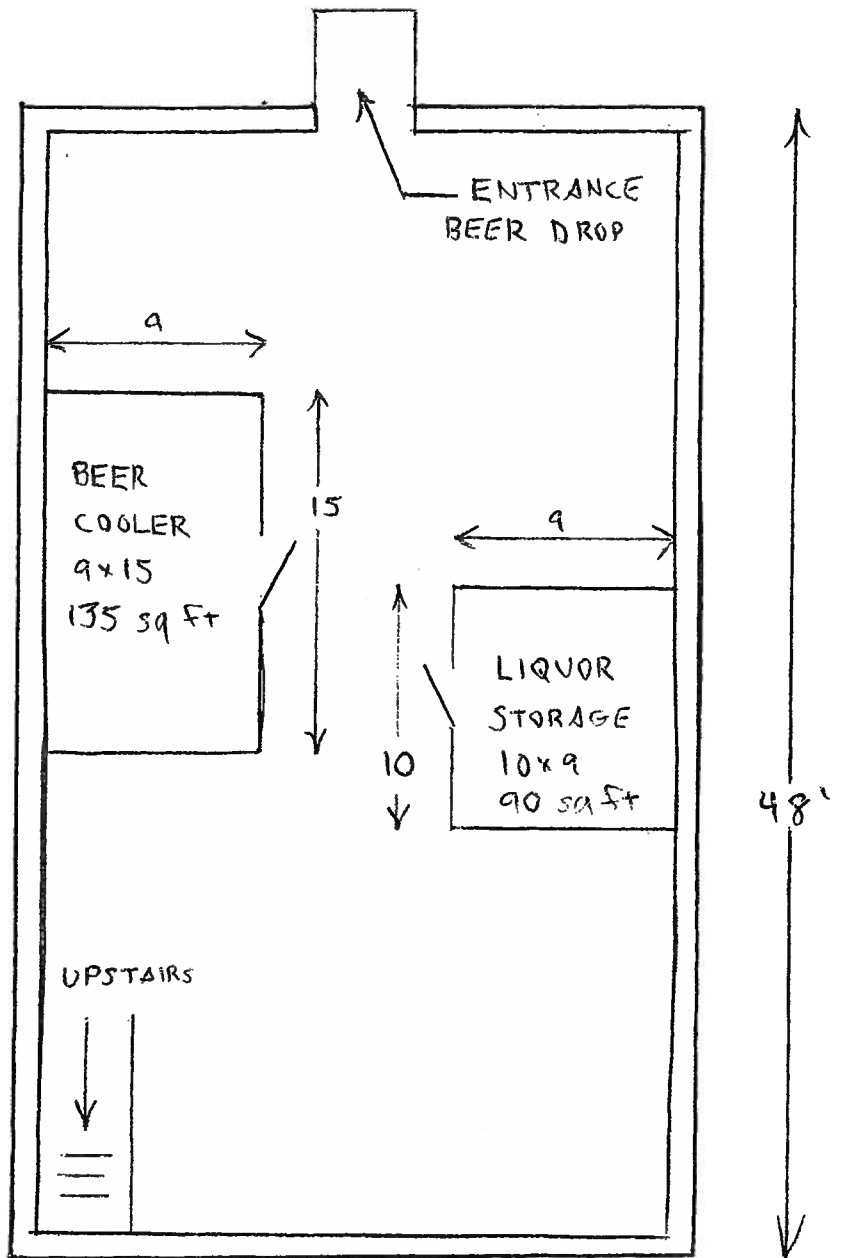 ENTRANCE
BEER DROP
9
BEER
COOLER
9x15
135 sq ft
15
9
10
LIQUOR
STORAGE
10x9
90 sq ft
48'
UPSTAIRS